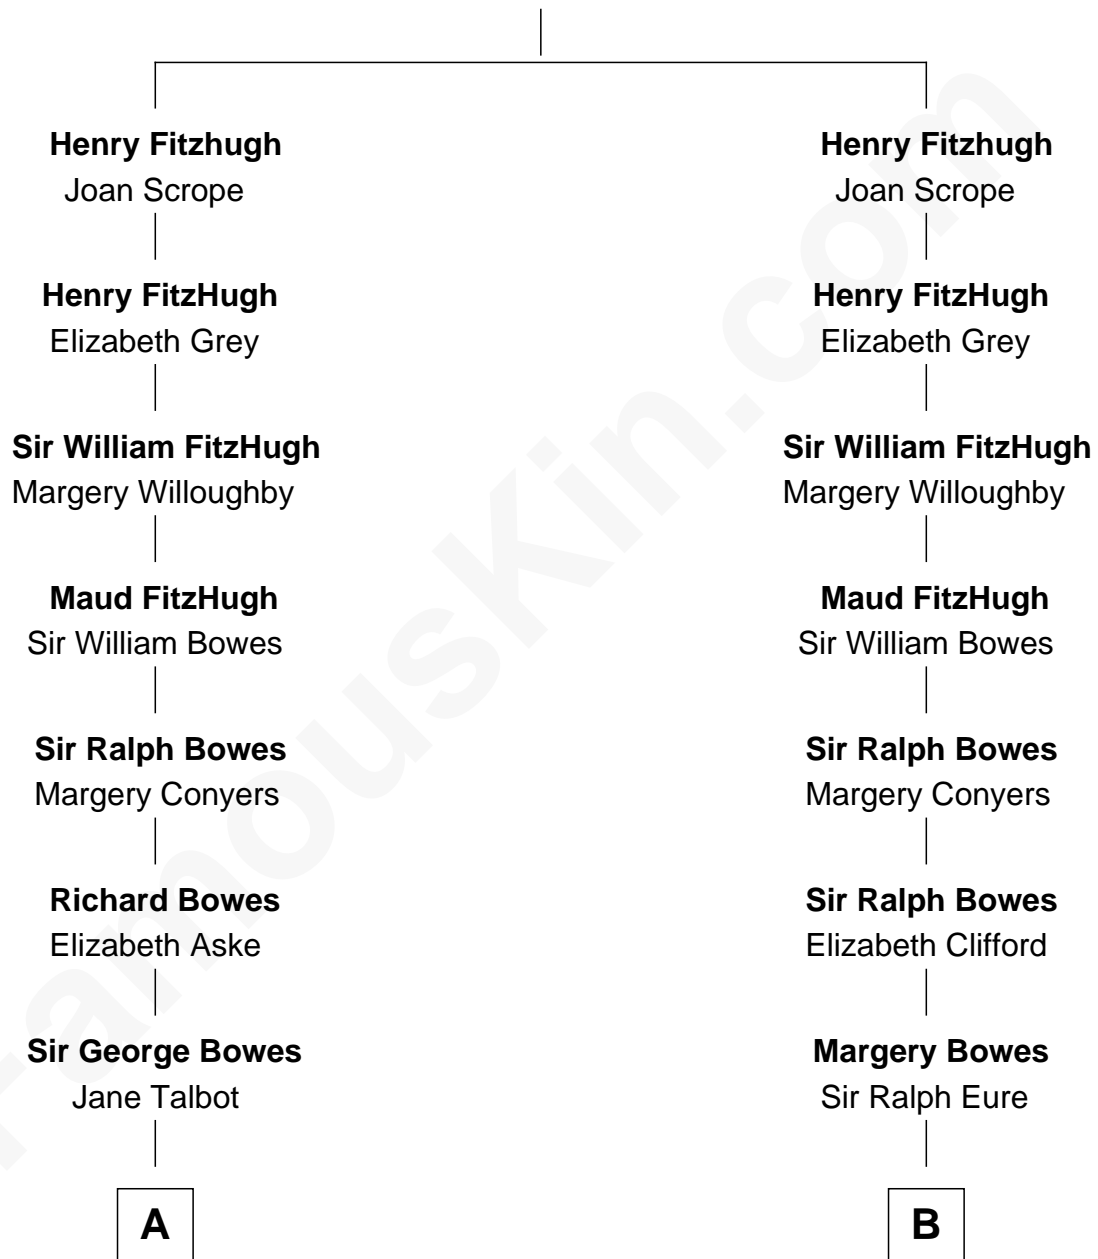 Henry Fitzhugh
Joan Scrope
Henry FitzHugh
Elizabeth Grey
Sir William FitzHugh
Margery Willoughby
Maud FitzHugh
Sir William Bowes
Sir Ralph Bowes
Margery Conyers
Richard Bowes
Elizabeth Aske
Sir George Bowes
Jane Talbot
A
Henry Fitzhugh
Joan Scrope
Henry FitzHugh
Elizabeth Grey
Sir William FitzHugh
Margery Willoughby
Maud FitzHugh
Sir William Bowes
Sir Ralph Bowes
Margery Conyers
Sir Ralph Bowes
Elizabeth Clifford
Margery Bowes
Sir Ralph Eure
B
FamousKin.com